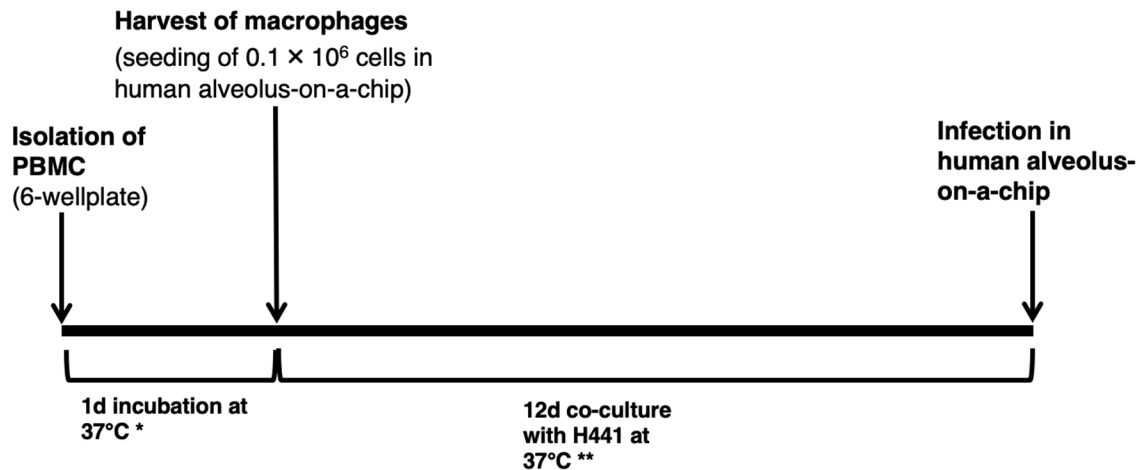 Harvest of macrophages
(seeding of 0.1 × 10⁶ cells in
human alveolus-on-a-chip)
Isolation of
PBMC
(6-wellplate)
Infection in
human alveolus-
on-a-chip
1d incubation at
37°C *
12d co-culture
with H441 at
37°C **